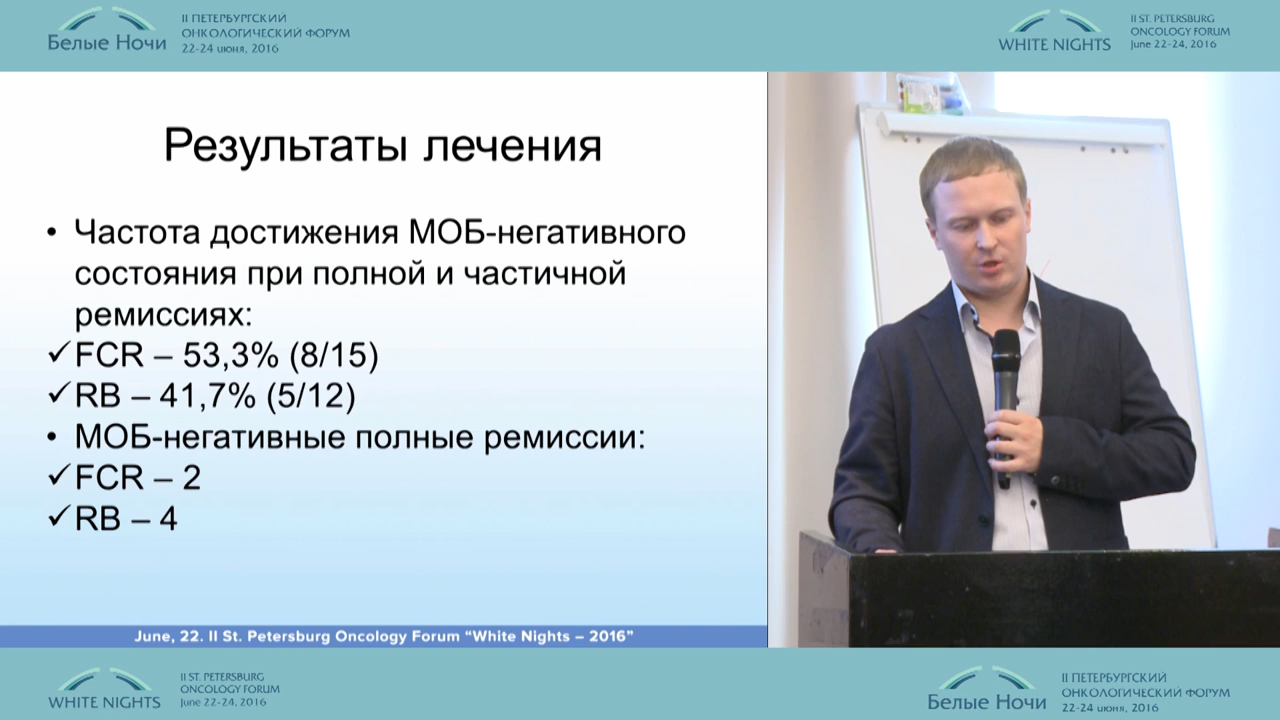 Белые Ночи
II ПЕТЕРБУРГСКИЙ
ОНКОЛОГИЧЕСКИЙ ФОРУМ
22-24 июня, 2016
WHITE NIGHTS
II ST. PETERSBURG
ONCOLOGY FORUM
June 22-24, 2016
Результаты лечения
• Частота достижения МОБ-негативного
состояния при полной и частичной
ремиссиях:
✓ FCR – 53,3% (8/15)
✓ RB – 41,7% (5/12)
• МОБ-негативные полные ремиссии:
✓ FCR – 2
✓ RB – 4
June, 22. II St. Petersburg Oncology Forum “White Nights – 2016”
WHITE NIGHTS
II ST. PETERSBURG
ONCOLOGY FORUM
June 22-24, 2016
Белые Ночи
II ПЕТЕРБУРГСКИЙ
ОНКОЛОГИЧЕСКИЙ ФОРУМ
22-24 июня, 2016